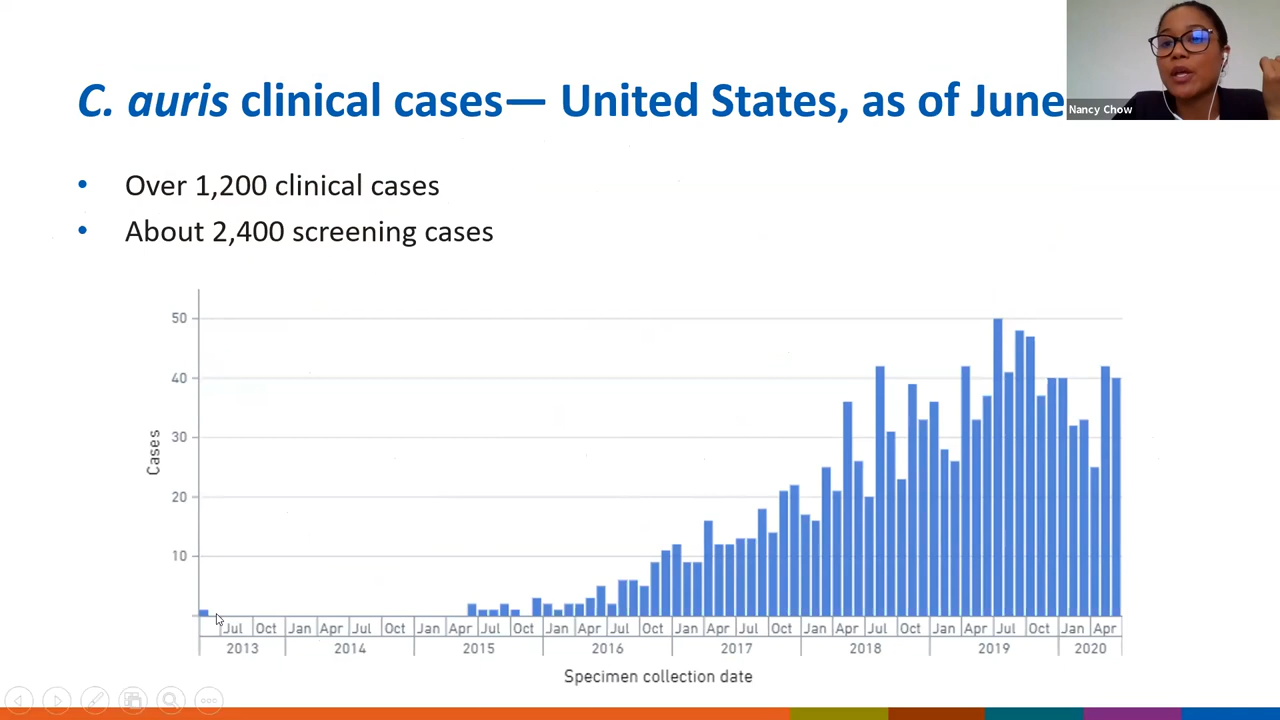 C. auris clinical cases— United States, as of June
Nancy Chow
• Over 1,200 clinical cases
• About 2,400 screening cases
50
40
30
20
10
Cases
Jul Oct Jan Apr Jul Oct Jan Apr Jul Oct Jan Apr Jul Oct Jan Apr Jul Oct Jan Apr Jul Oct Jan Apr Jul Oct Jan Apr
2013 2014 2015 2016 2017 2018 2019 2020
Specimen collection date